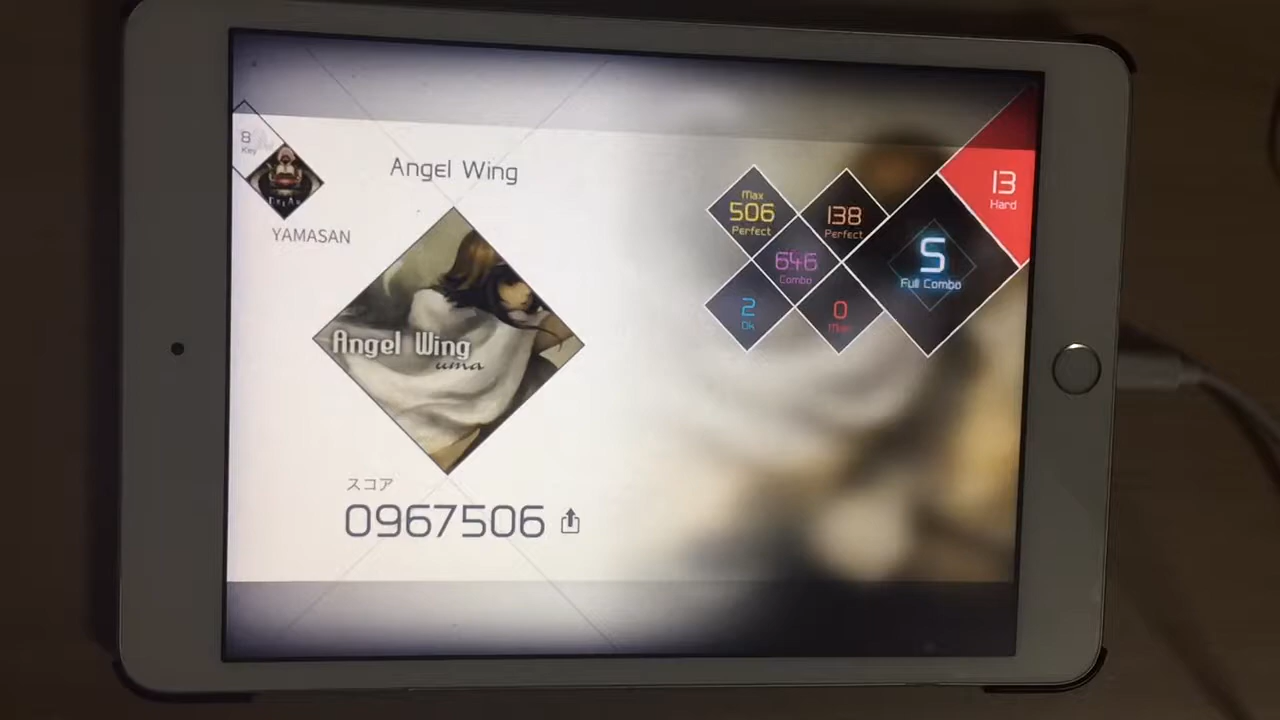 8
Key
YAMASAN
Angel Wing
Angel Wing
uma
スコア
0967506
Max
506
Perfect
138
Perfect
646
Combo
2
Ok
0
Miss
S
Full Combo
13
Hard